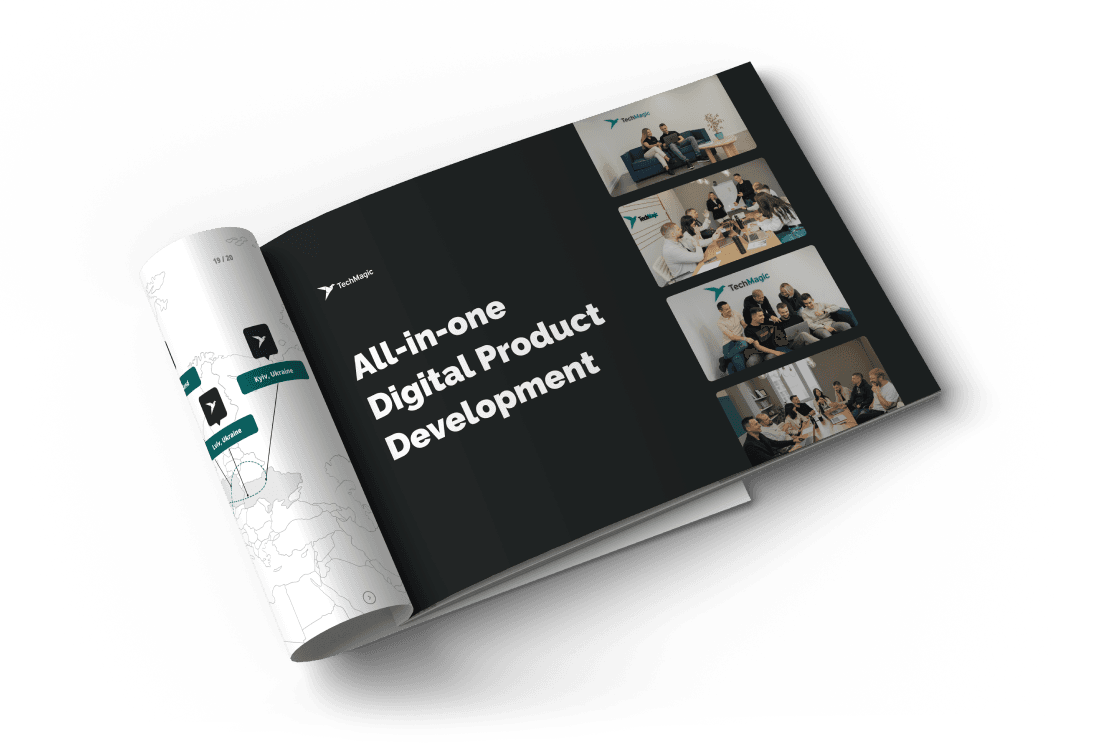 19 / 20
Kyiv, Ukraine
Lviv, Ukraine
TechMagic
All-in-one
Digital Product
Development
TechMagic
TechMagic
TechMagic